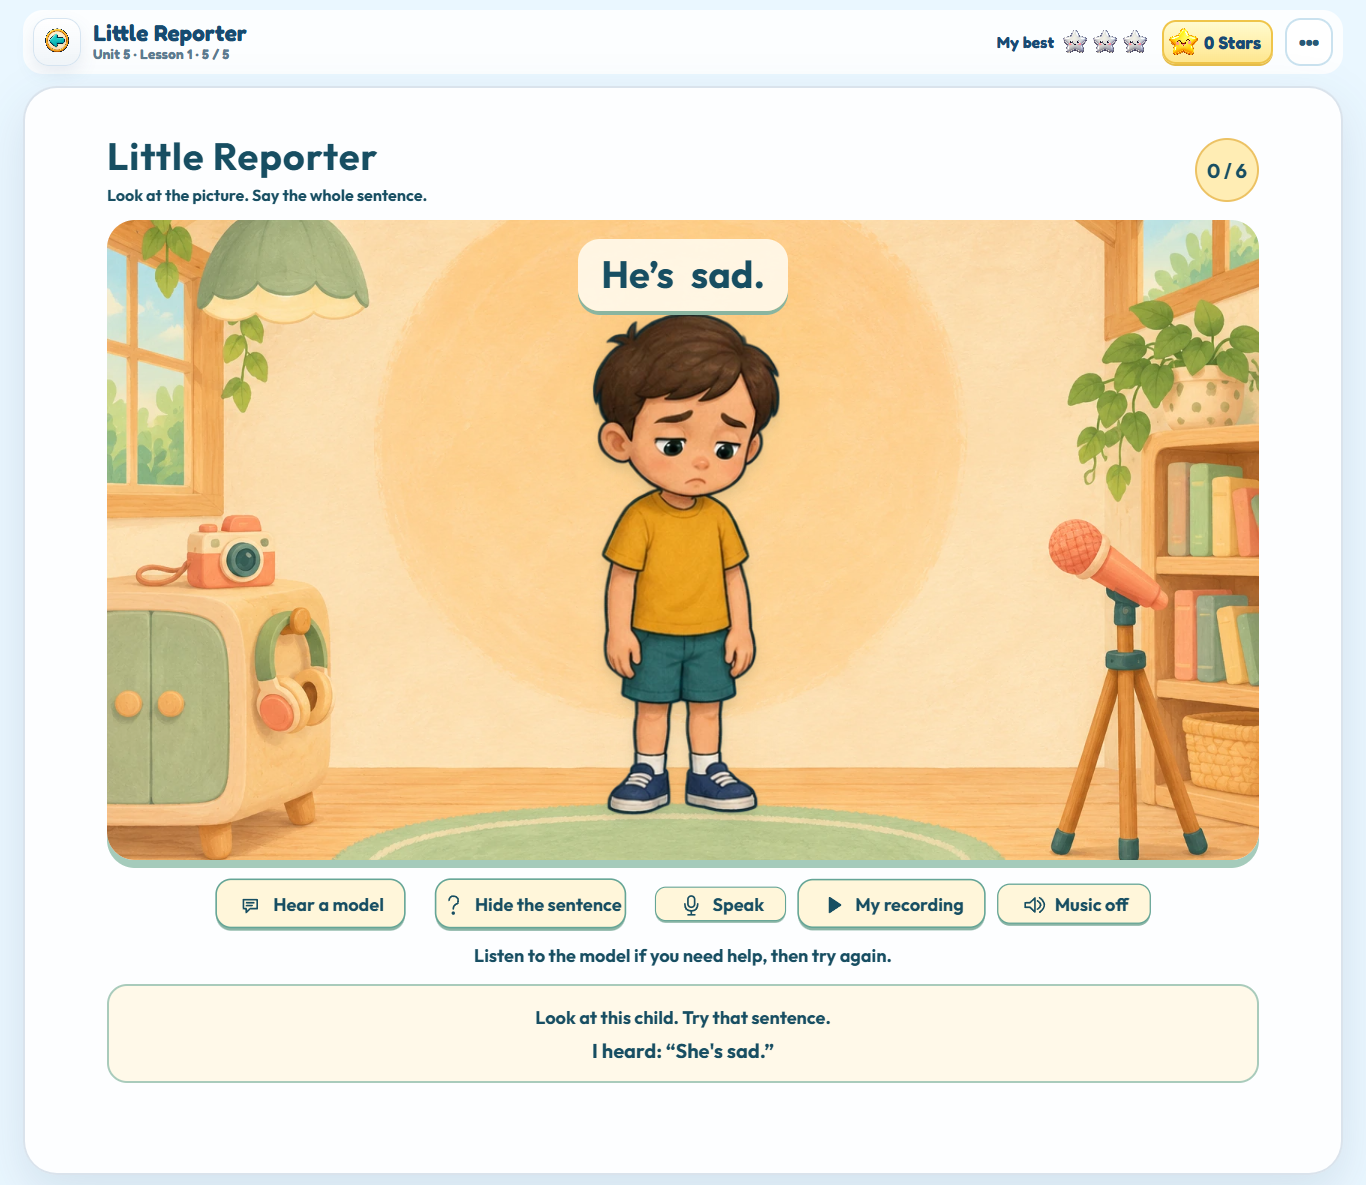 Little Reporter
Unit 5 · Lesson 1 · 5 / 5
My best
0 Stars
Little Reporter
Look at the picture. Say the whole sentence.
0 / 6
He’s sad.
Hear a model
? Hide the sentence
Speak
My recording
Music off
Listen to the model if you need help, then try again.
Look at this child. Try that sentence.
I heard: “She's sad.”